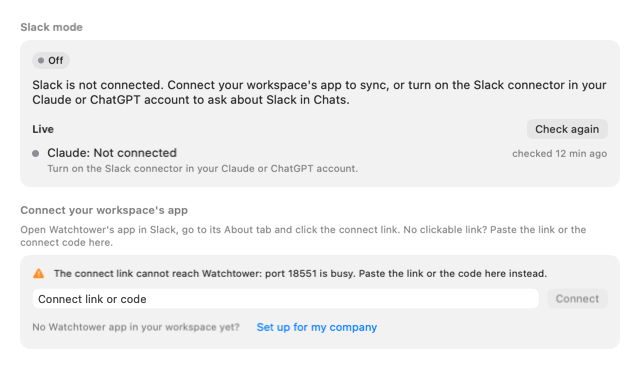 Slack mode
Off
Slack is not connected. Connect your workspace's app to sync, or turn on the Slack connector in your
Claude or ChatGPT account to ask about Slack in Chats.
Live
Check again
Claude: Not connected
checked 12 min ago
Turn on the Slack connector in your Claude or ChatGPT account.
Connect your workspace's app
Open Watchtower's app in Slack, go to its About tab and click the connect link. No clickable link? Paste the link or the
connect code here.
The connect link cannot reach Watchtower: port 18551 is busy. Paste the link or the code here instead.
Connect link or code
Connect
No Watchtower app in your workspace yet?
Set up for my company